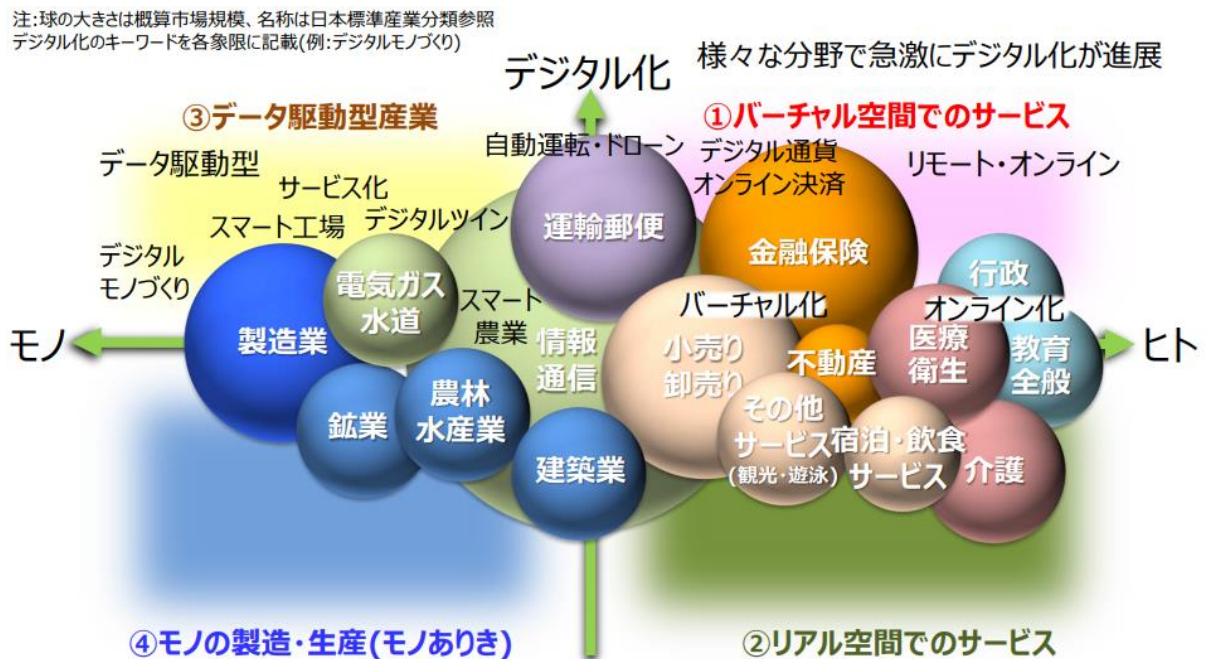 注:球の大きさは概算市場規模、名称は日本標準産業分類参照
デジタル化のキーワードを各象限に記載(例:デジタルモノづくり)
様々な分野で急激にデジタル化が進展
デジタル化
③データ駆動型産業
①バーチャル空間でのサービス
データ駆動型
自動運転・ドローン
デジタル通貨
オンライン決済
リモート・オンライン
サービス化
スマート工場
デジタルツイン
デジタル
モノづくり
運輸郵便
金融保険
行政
電気ガス
水道
スマート
農業
バーチャル化
オンライン化
モノ
製造業
情報
通信
小売り
卸売り
不動産
医療
衛生
教育
全般
ヒト
鉱業
農林
水産業
建築業
その他
サービス
(観光・遊泳)
宿泊・飲食
サービス
介護
④モノの製造・生産(モノありき)
②リアル空間でのサービス